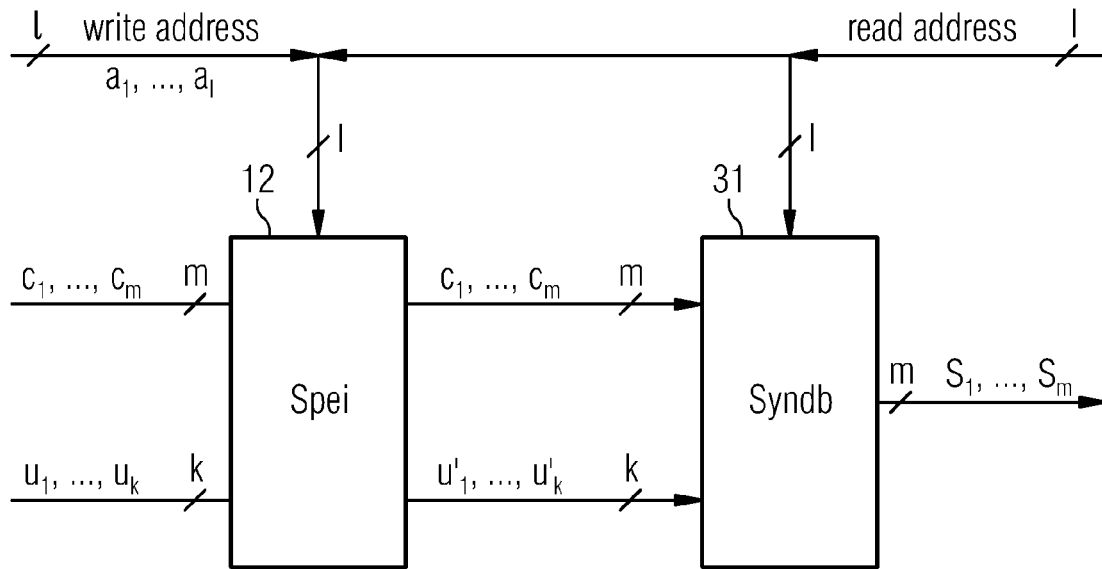 l write address read address l
a₁, ..., aₗ
l l
12 31
c₁, ..., cₘ m c₁, ..., cₘ m
Spei Syndb m S₁, ..., Sₘ
u₁, ..., uₖ k u'₁, ..., u'ₖ k